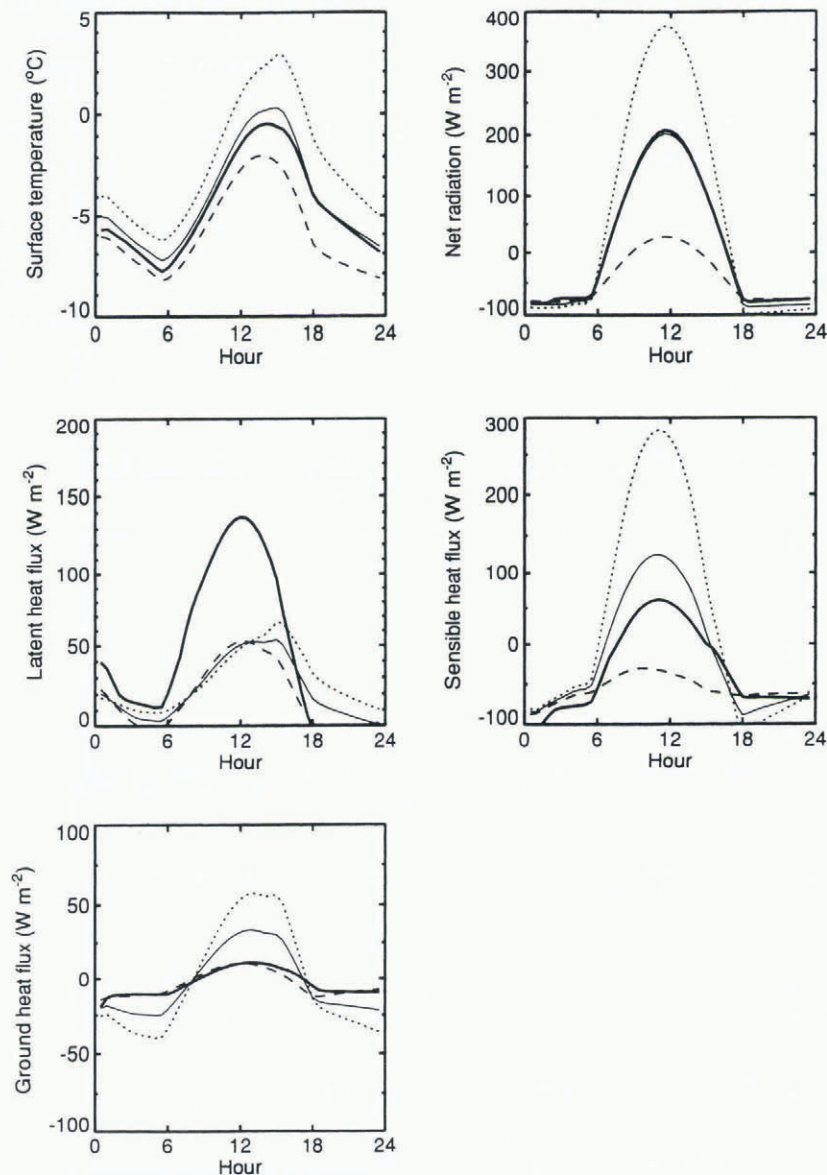 Surface temperature (°C)
5
0
-5
-10
0 6 12 18 24
Hour
Net radiation (W m-2)
400
300
200
100
0
-100
0 6 12 18 24
Hour
Latent heat flux (W m-2)
200
150
100
50
0
0 6 12 18 24
Hour
Sensible heat flux (W m-2)
300
200
100
0
-100
0 6 12 18 24
Hour
Ground heat flux (W m-2)
100
50
0
-50
-100
0 6 12 18 24
Hour